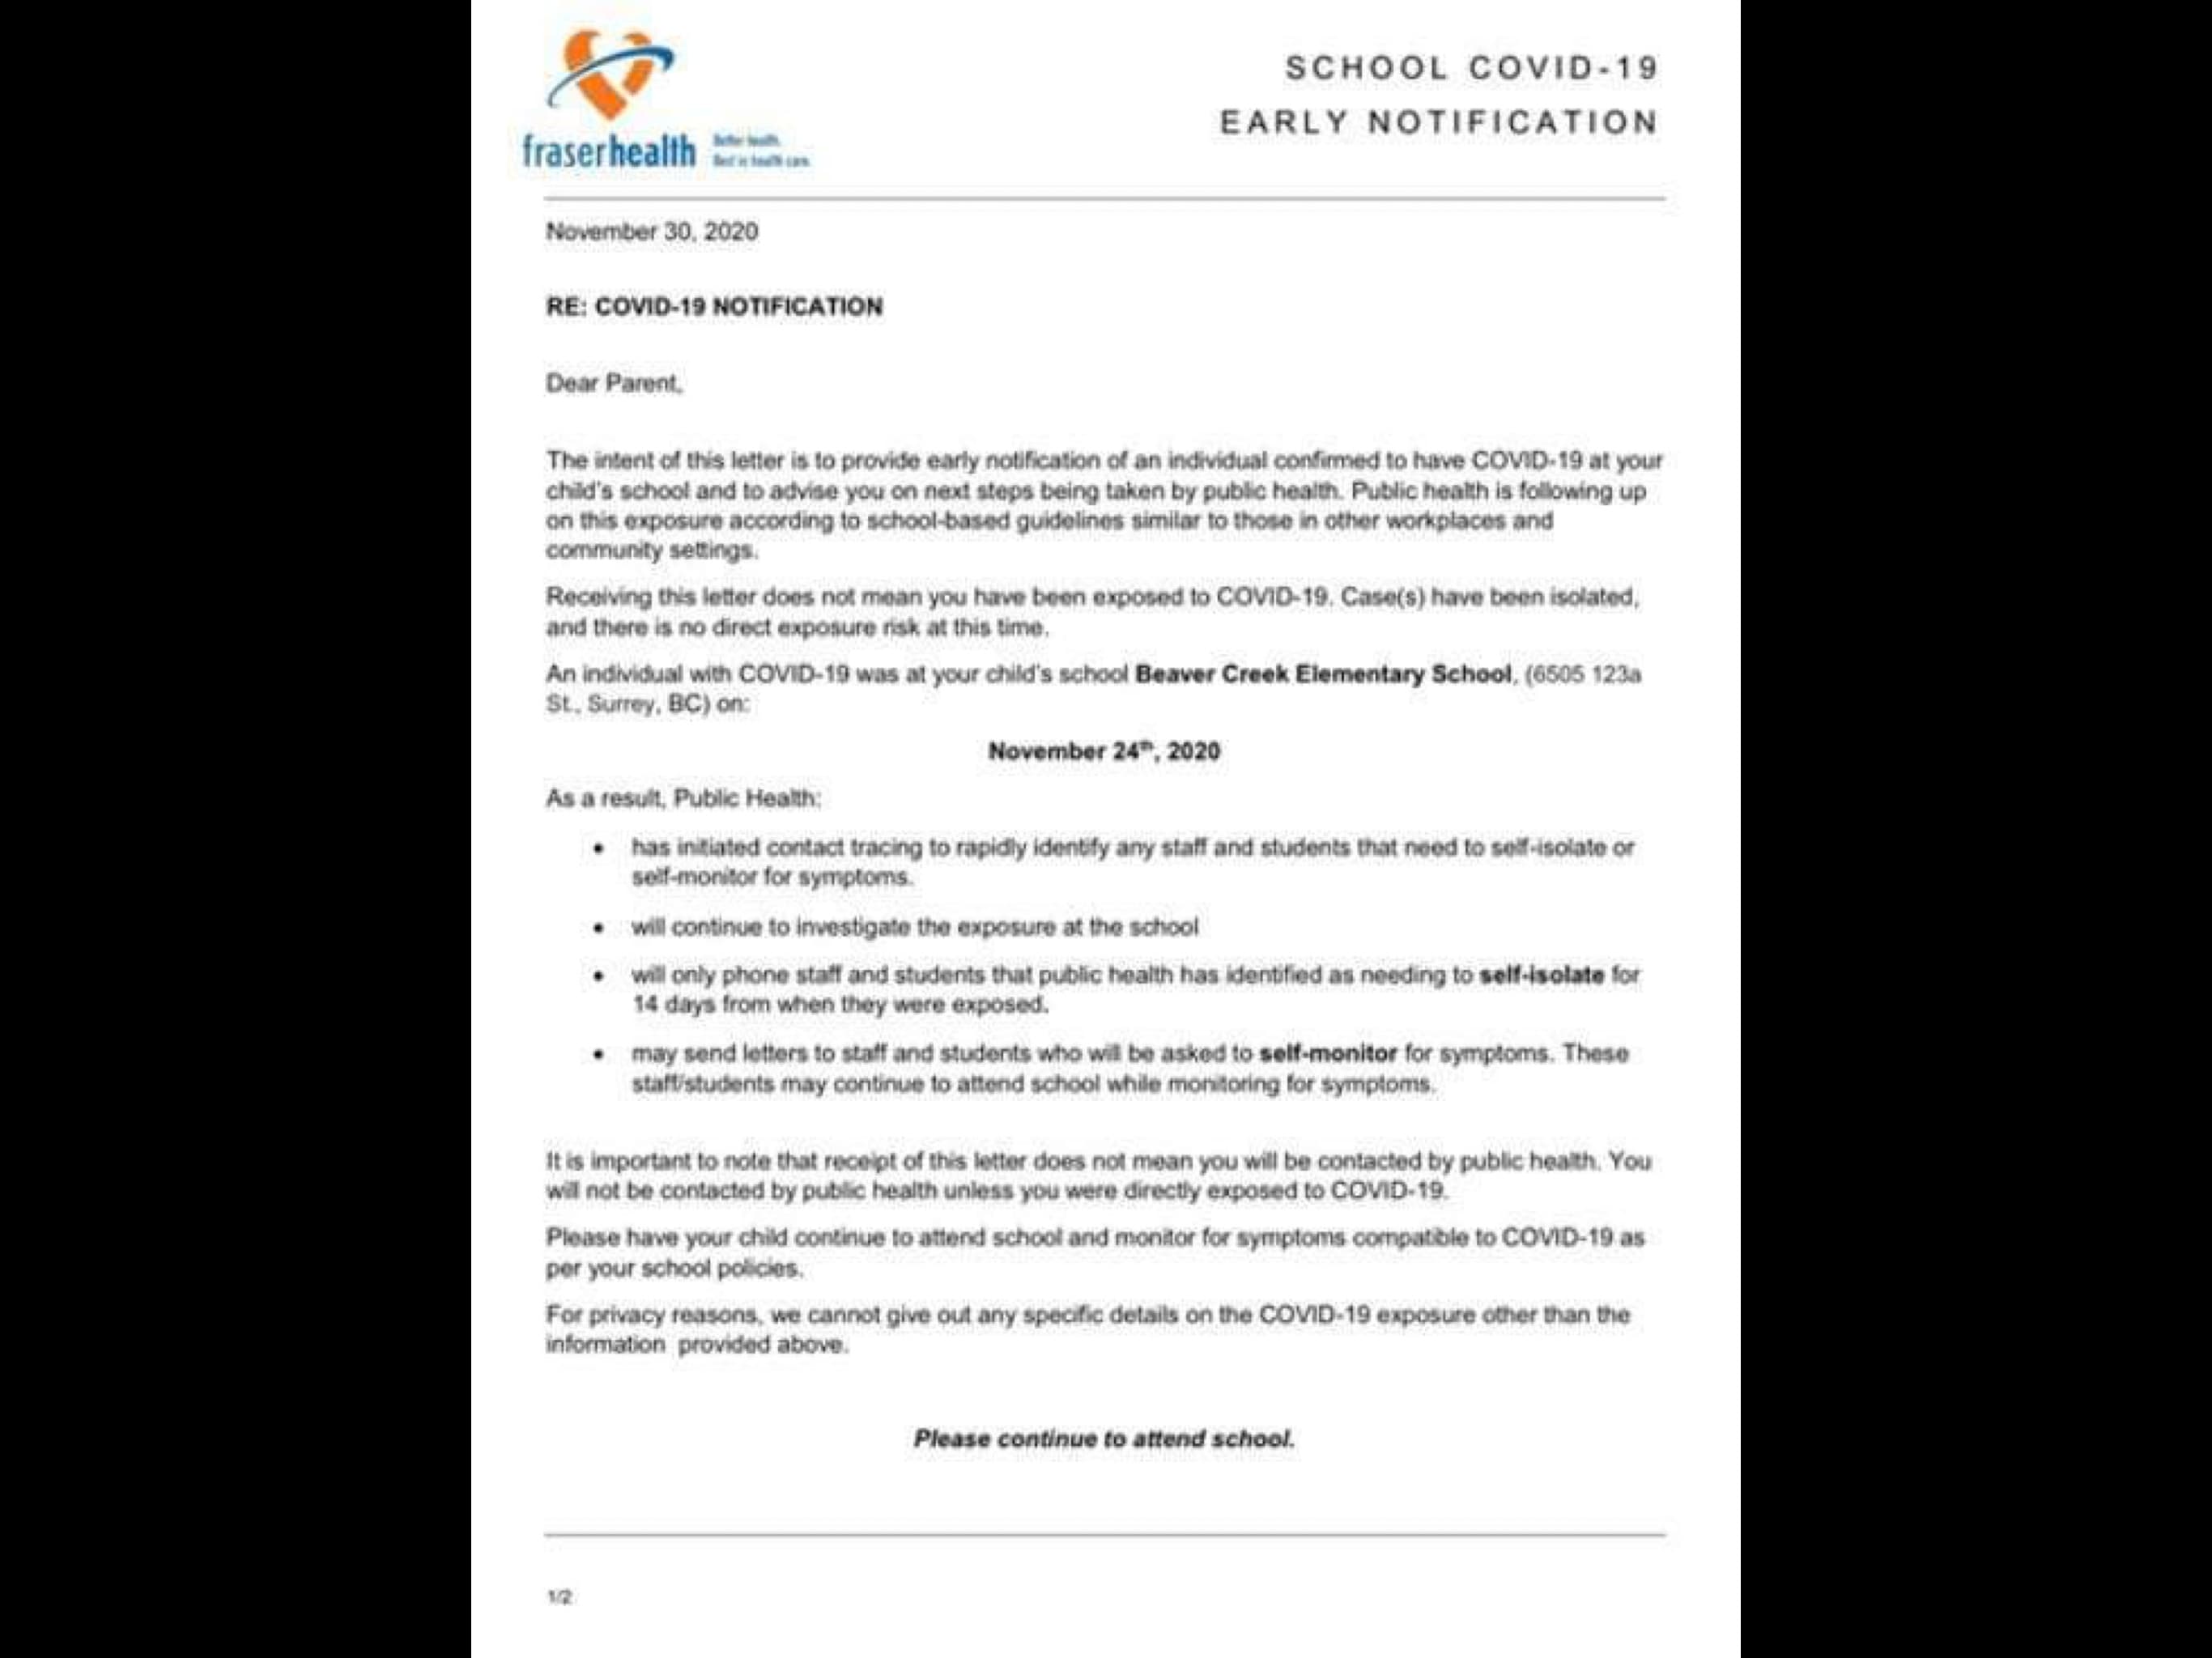 SCHOOL COVID-19
EARLY NOTIFICATION
fraserhealth
Better health.
Best in health care.
November 30, 2020
RE: COVID-19 NOTIFICATION
Dear Parent,
The intent of this letter is to provide early notification of an individual confirmed to have COVID-19 at your
child's school and to advise you on next steps being taken by public health. Public health is following up
on this exposure according to school-based guidelines similar to those in other workplaces and
community settings.
Receiving this letter does not mean you have been exposed to COVID-19. Case(s) have been isolated,
and there is no direct exposure risk at this time.
An individual with COVID-19 was at your child's school Beaver Creek Elementary School, (6505 123a
St., Surrey, BC) on:
November 24th, 2020
As a result, Public Health:
• has initiated contact tracing to rapidly identify any staff and students that need to self-isolate or
self-monitor for symptoms.
• will continue to investigate the exposure at the school
• will only phone staff and students that public health has identified as needing to self-isolate for
14 days from when they were exposed.
• may send letters to staff and students who will be asked to self-monitor for symptoms. These
staff/students may continue to attend school while monitoring for symptoms.
It is important to note that receipt of this letter does not mean you will be contacted by public health. You
will not be contacted by public health unless you were directly exposed to COVID-19.
Please have your child continue to attend school and monitor for symptoms compatible to COVID-19 as
per your school policies.
For privacy reasons, we cannot give out any specific details on the COVID-19 exposure other than the
information provided above.
Please continue to attend school.
1/2